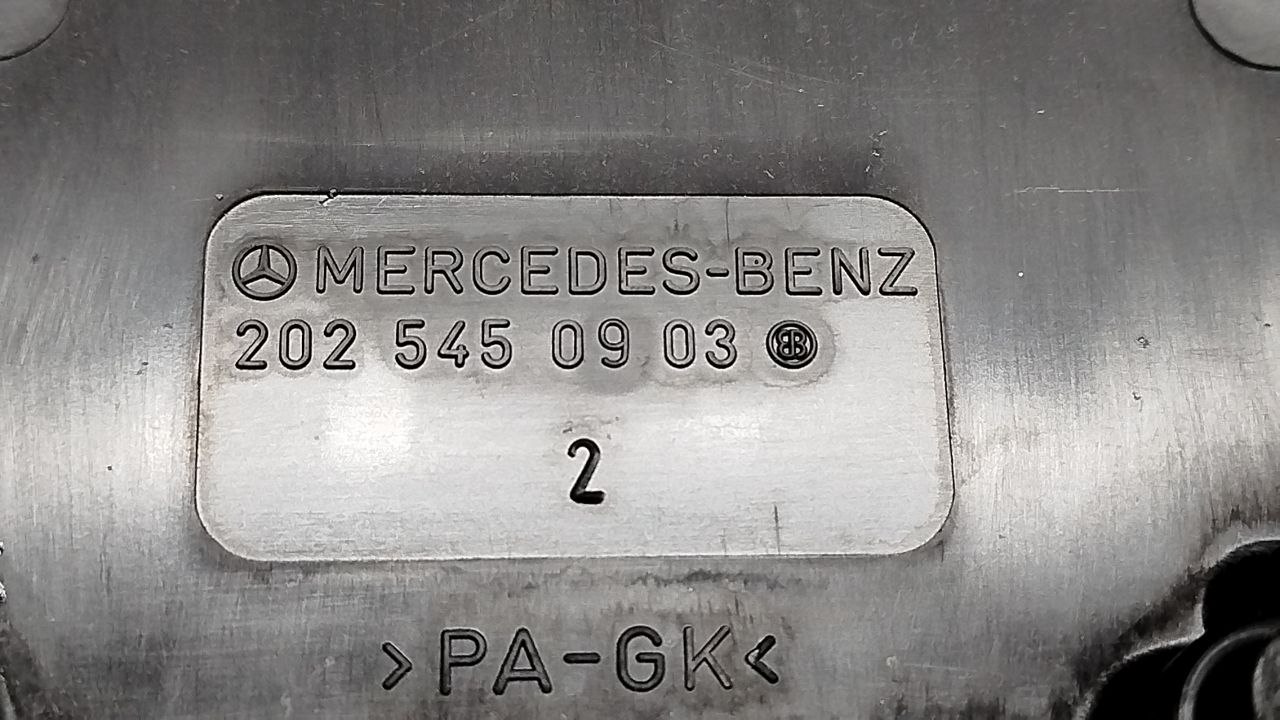 MERCEDES-BENZ
202 545 09 03
2
>PA-GK<